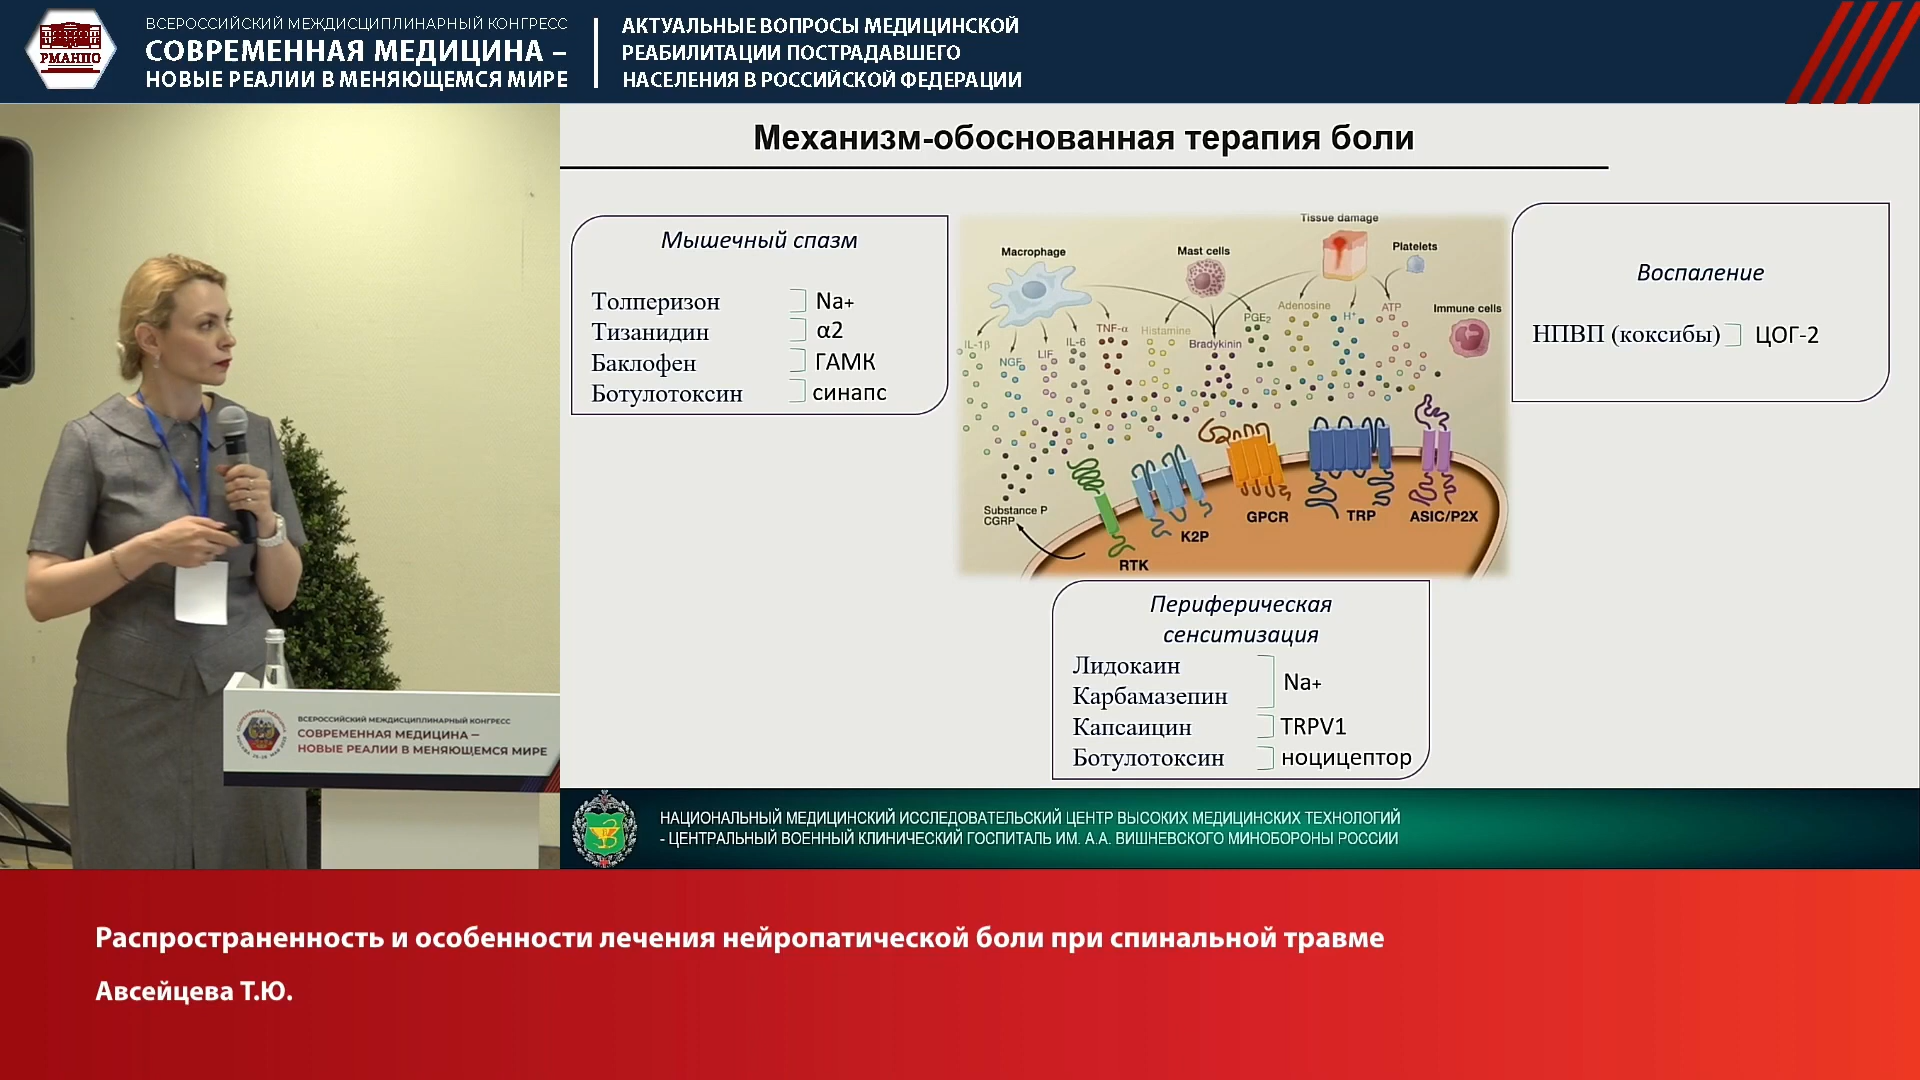 РМАНПО
ВСЕРОССИЙСКИЙ МЕЖДИСЦИПЛИНАРНЫЙ КОНГРЕСС
СОВРЕМЕННАЯ МЕДИЦИНА –
НОВЫЕ РЕАЛИИ В МЕНЯЮЩЕМСЯ МИРЕ
АКТУАЛЬНЫЕ ВОПРОСЫ МЕДИЦИНСКОЙ
РЕАБИЛИТАЦИИ ПОСТРАДАВШЕГО
НАСЕЛЕНИЯ В РОССИЙСКОЙ ФЕДЕРАЦИИ
Механизм-обоснованная терапия боли
Мышечный спазм
Толперизон Na+
Тизанидин α2
Баклофен ГАМК
Ботулотоксин синапс
Tissue damage
Macrophage
Mast cells
Platelets
Immune cells
IL-1β
NGF
LIF
IL-6
TNF-α
Histamine
Bradykinin
PGE2
Adenosine
H+
ATP
Substance P
CGRP
RTK
K2P
GPCR
TRP
ASIC/P2X
Воспаление
НПВП (коксибы) ЦОГ-2
Периферическая
сенситизация
Лидокаин
Карбамазепин
Na+
Капсаицин TRPV1
Ботулотоксин ноцицептор
ВСЕРОССИЙСКИЙ МЕЖДИСЦИПЛИНАРНЫЙ КОНГРЕСС
СОВРЕМЕННАЯ МЕДИЦИНА –
НОВЫЕ РЕАЛИИ В МЕНЯЮЩЕМСЯ МИРЕ
НАЦИОНАЛЬНЫЙ МЕДИЦИНСКИЙ ИССЛЕДОВАТЕЛЬСКИЙ ЦЕНТР ВЫСОКИХ МЕДИЦИНСКИХ ТЕХНОЛОГИЙ
- ЦЕНТРАЛЬНЫЙ ВОЕННЫЙ КЛИНИЧЕСКИЙ ГОСПИТАЛЬ ИМ. А.А. ВИШНЕВСКОГО МИНОБОРОНЫ РОССИИ
Распространенность и особенности лечения нейропатической боли при спинальной травме
Авсейцева Т.Ю.